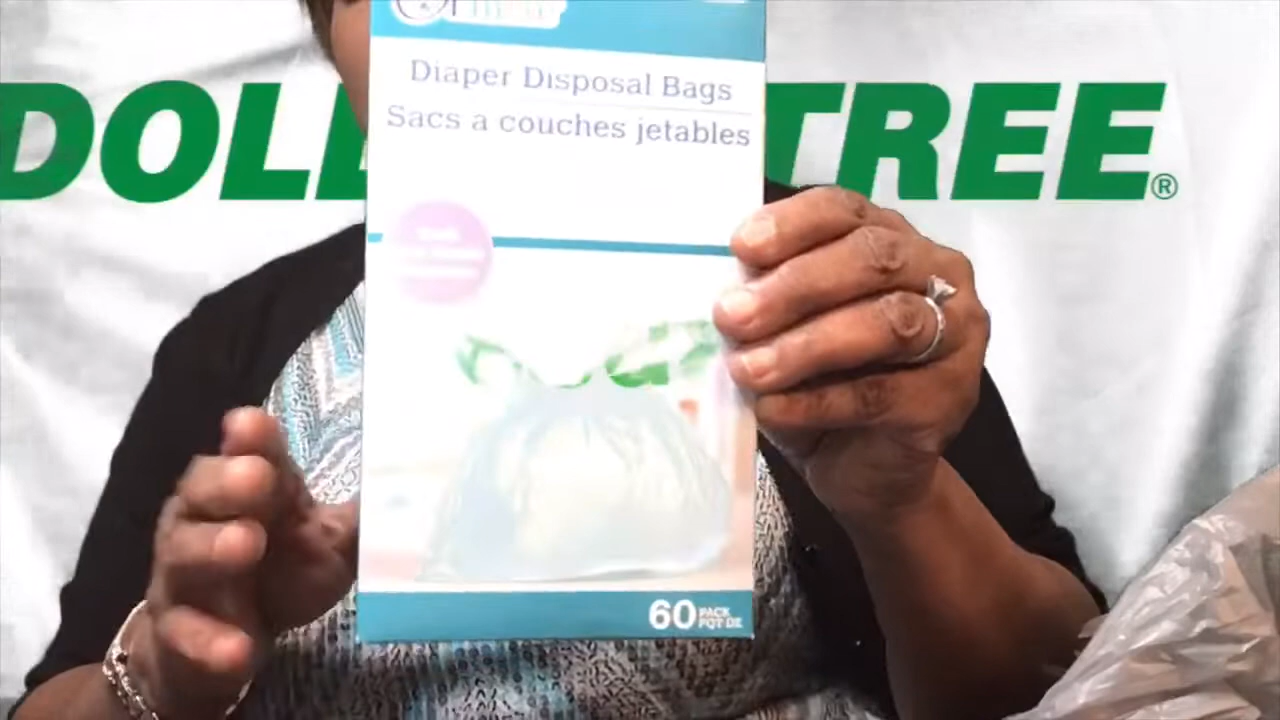 DOLL TREE®
Diaper Disposal Bags
Sacs a couches jetables
60 PACK
PQT DE